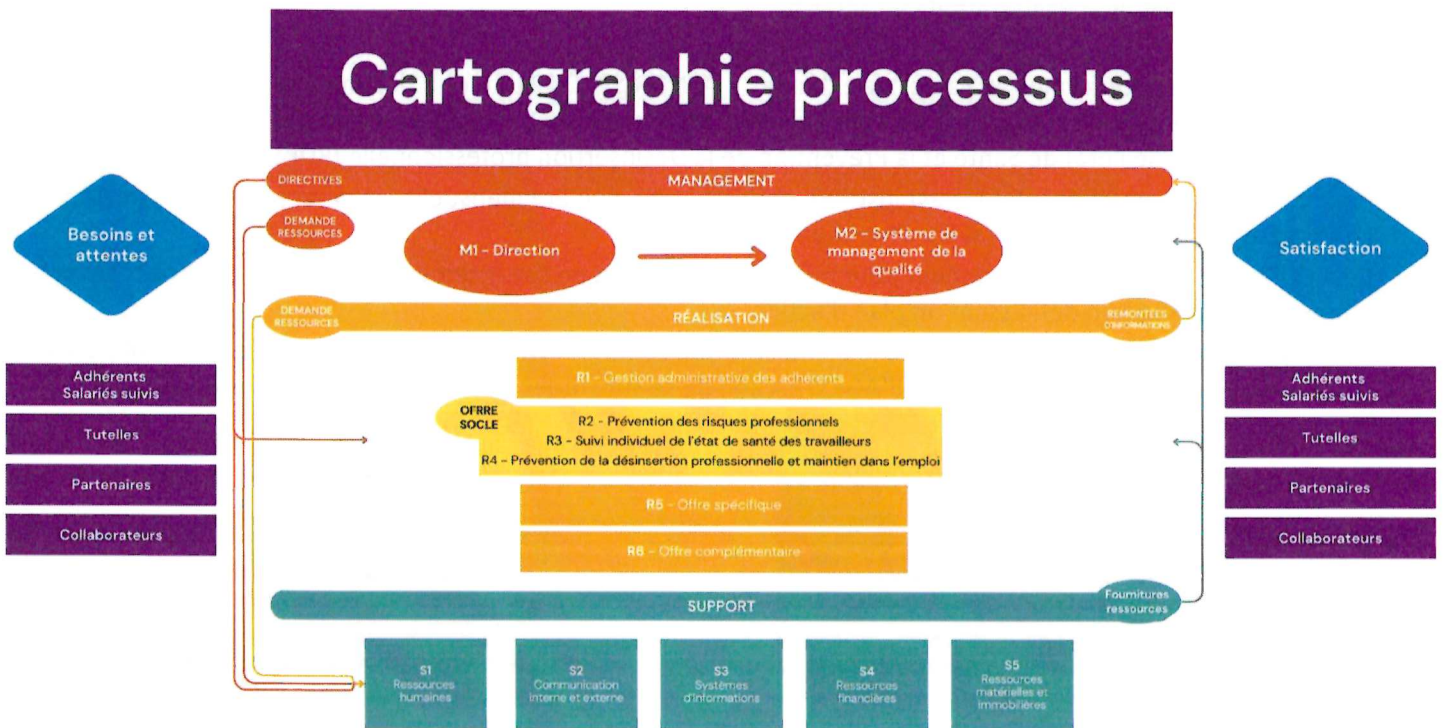 Cartographie processus
DIRECTIVES
MANAGEMENT
DEMANDE
RESSOURCES
Besoins et
attentes
M1 - Direction
M2 - Système de
management de la
qualité
Satisfaction
DEMANDE
RESSOURCES
RÉALISATION
REMONTÉES
D'INFORMATIONS
Adhérents
Salariés suivis
Tutelles
Partenaires
Collaborateurs
R1 - Gestion administrative des adhérents
OFRRE
SOCLE
R2 - Prévention des risques professionnels
R3 - Suivi individuel de l'état de santé des travailleurs
R4 - Prévention de la désinsertion professionnelle et maintien dans l'emploi
R5 - Offre spécifique
R6 - Offre complémentaire
Adhérents
Salariés suivis
Tutelles
Partenaires
Collaborateurs
SUPPORT
Fournitures
ressources
S1
Ressources
humaines
S2
Communication
interne et externe
S3
Systèmes
d'informations
S4
Ressources
financières
S5
Ressources
matérielles et
immobilières